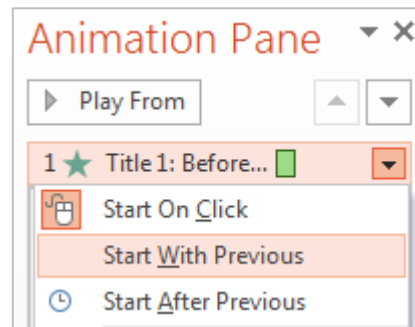 Animation Pane
Play From
1 Title 1: Before...
Start On Click
Start With Previous
Start After Previous